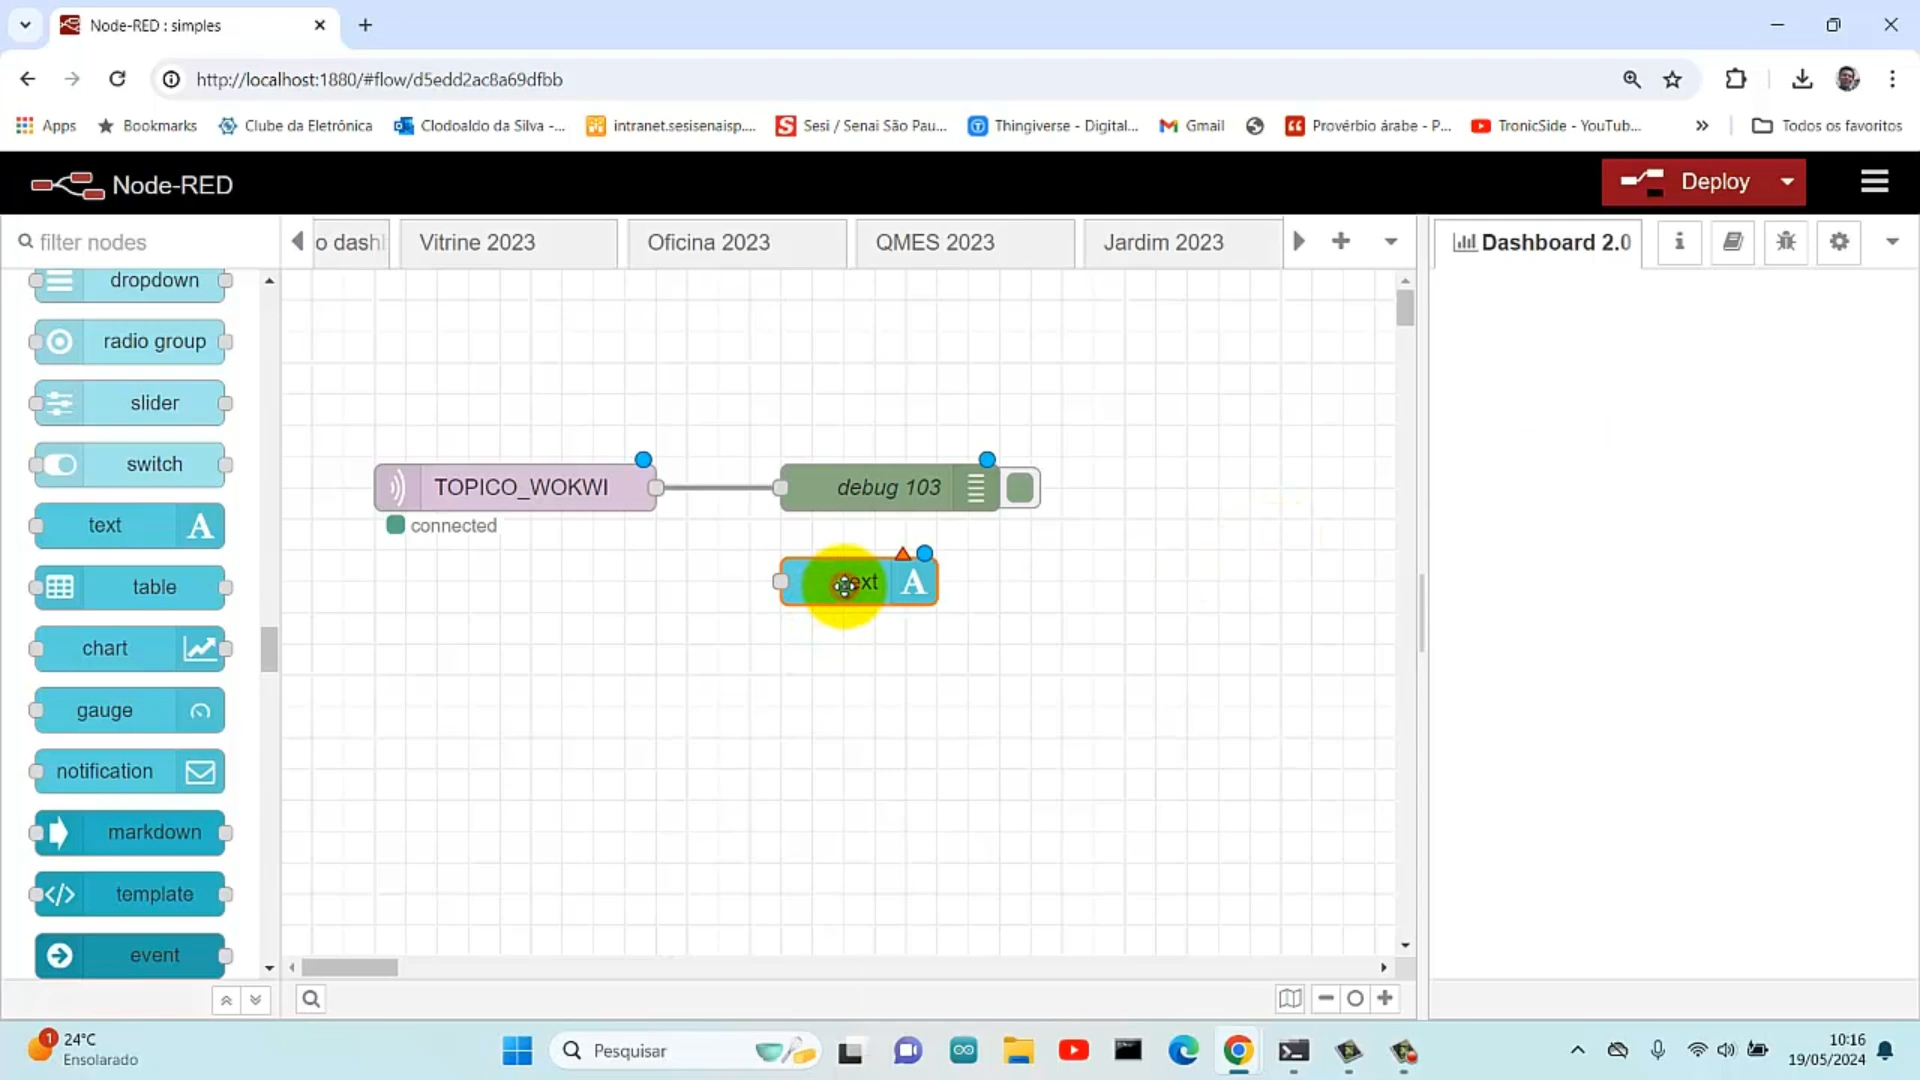 Node-RED : simples
http://localhost:1880/#flow/d5edd2ac8a69dfbb
Apps
Bookmarks
Clube da Eletrônica
Clodoaldo da Silva -...
intranet.sesisenaisp....
Sesi / Senai São Pau...
Thingiverse - Digital...
Gmail
Provérbio árabe - P...
TronicSide - YouTub...
»
Todos os favoritos
Node-RED
Deploy
filter nodes
o dash
Vitrine 2023
Oficina 2023
QMES 2023
Jardim 2023
Dashboard 2.0
dropdown
radio group
slider
switch
text
table
chart
gauge
notification
markdown
template
event
TOPICO_WOKWI
connected
debug 103
text
1
24°C
Ensolarado
Pesquisar
10:16
19/05/2024